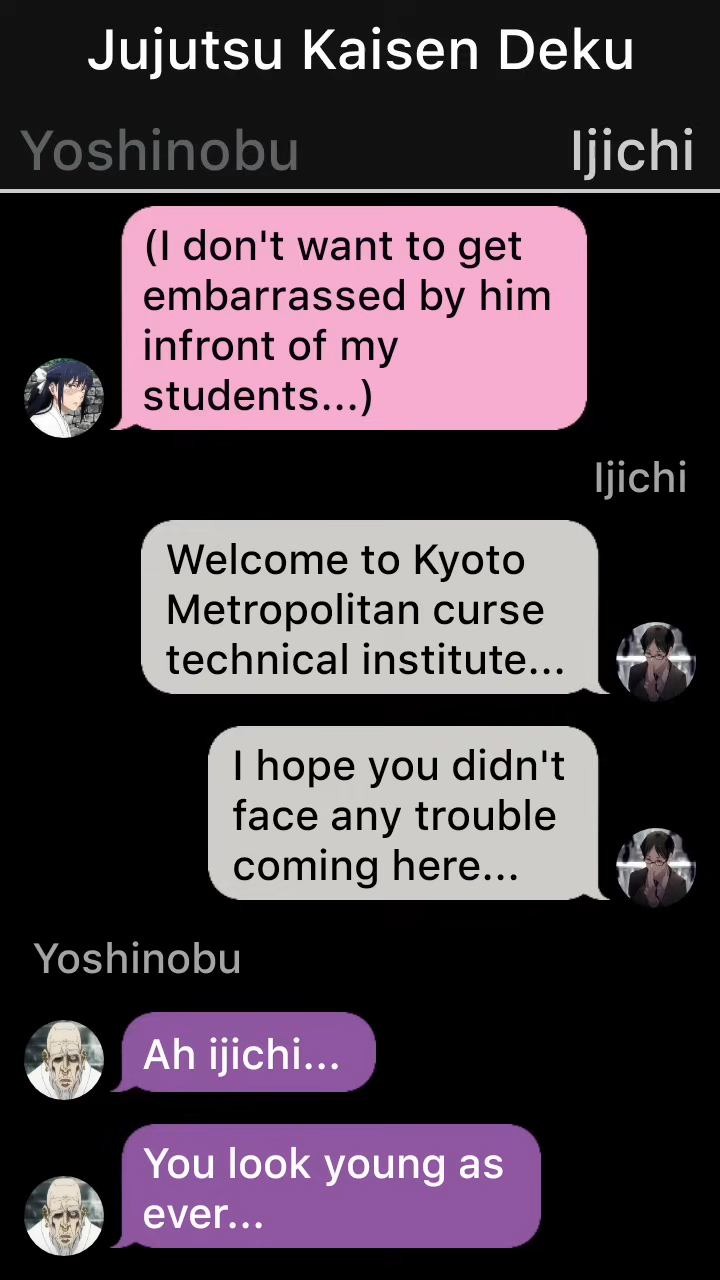 Jujutsu Kaisen Deku
Yoshinobu
Ijichi
(I don't want to get
embarrassed by him
infront of my
students...)
Ijichi
Welcome to Kyoto
Metropolitan curse
technical institute...
I hope you didn't
face any trouble
coming here...
Yoshinobu
Ah ijichi...
You look young as
ever...